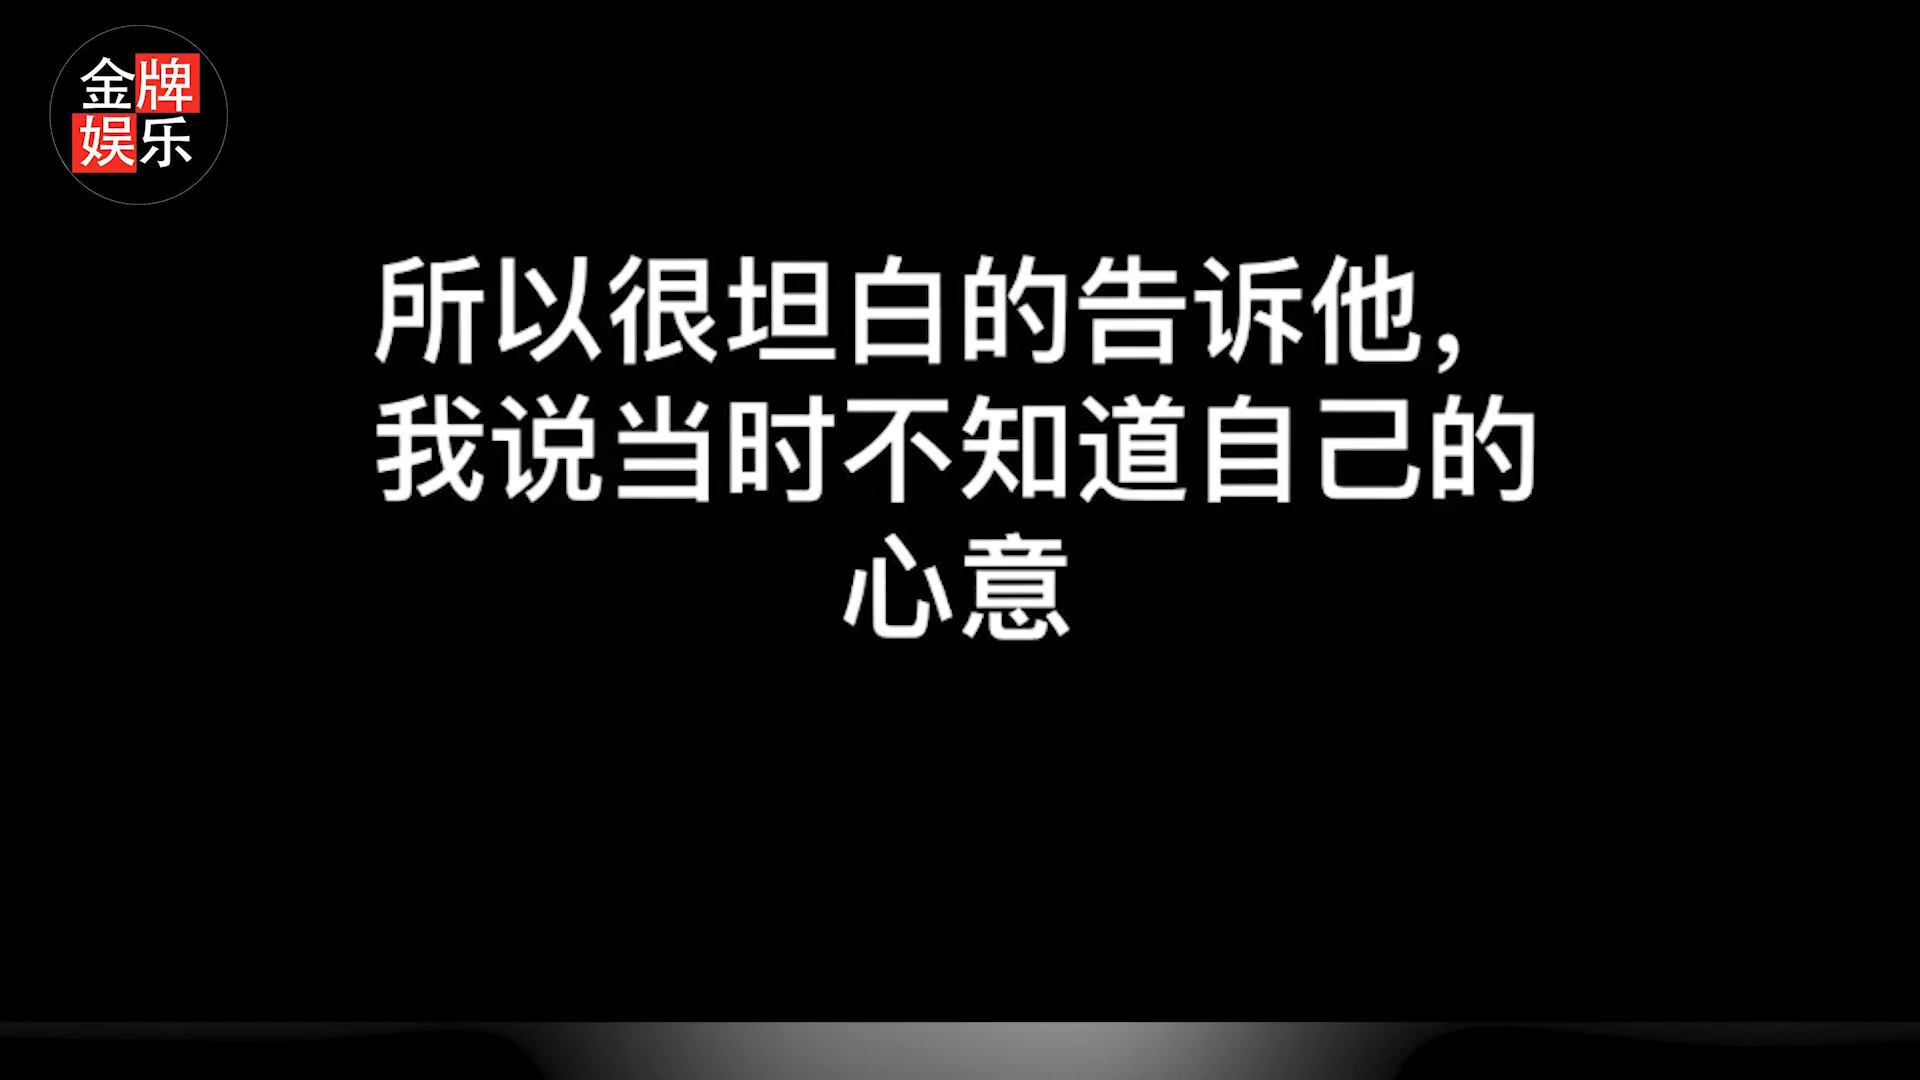 金牌
娱乐
所以很坦白的告诉他，
我说当时不知道自己的
心意